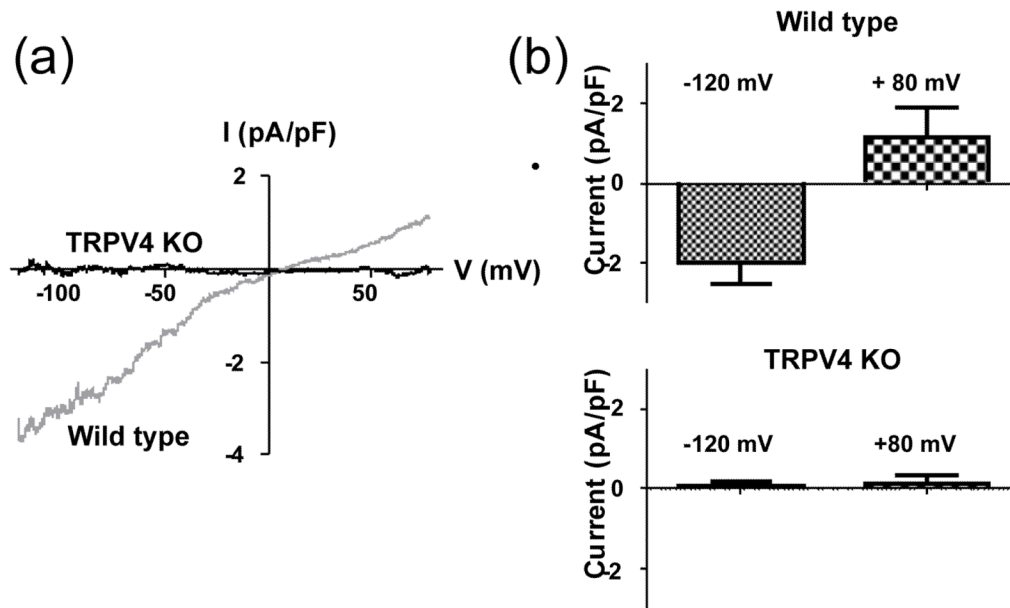 (a)
I (pA/pF)
2
TRPV4 KO
V (mV)
-100
-50
50
-2
Wild type
-4
(b)
Wild type
Current (pA/pF)
-120 mV
+ 80 mV
2
0
-2
TRPV4 KO
Current (pA/pF)
-120 mV
+80 mV
2
0
-2